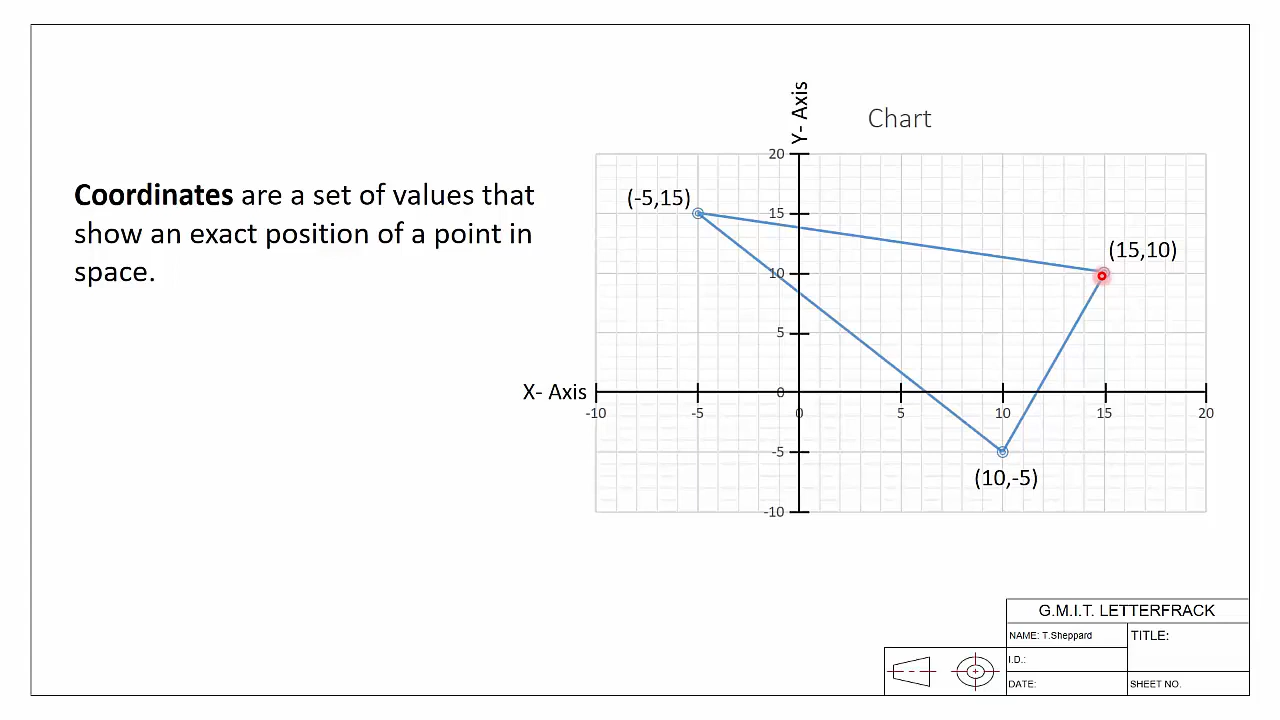 Coordinates are a set of values that
show an exact position of a point in
space.
Y- Axis
Chart
20
(-5,15)
15
(15,10)
10
5
X- Axis
0
-10
-5
0
5
10
15
20
-5
(10,-5)
-10
G.M.I.T. LETTERFRACK
NAME: T.Sheppard
TITLE:
I.D.:
DATE:
SHEET NO.